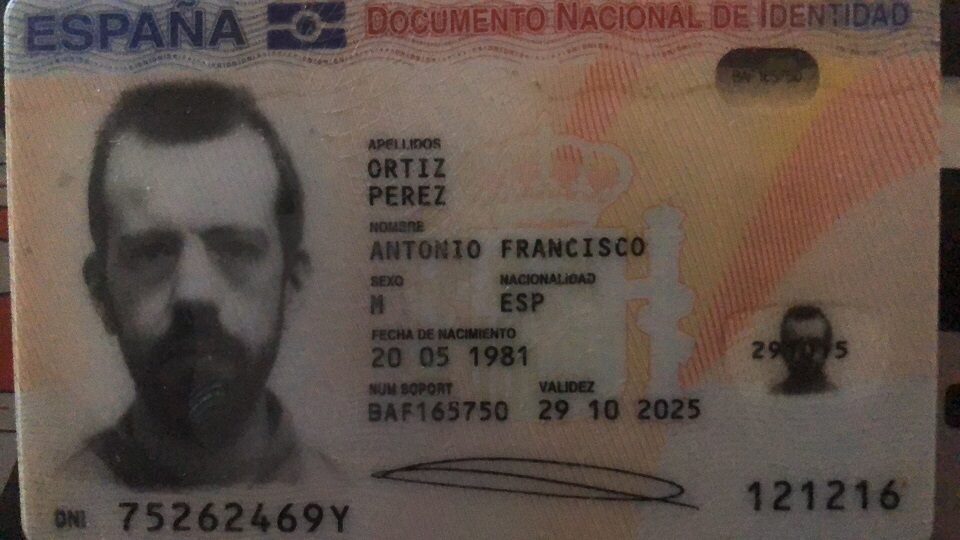 ESPAÑA DOCUMENTO NACIONAL DE IDENTIDAD
APELLIDOS
ORTIZ
PEREZ
NOMBRE
ANTONIO FRANCISCO
SEXO NACIONALIDAD
M ESP
FECHA DE NACIMIENTO
20 05 1981
NUM SOPORT VALIDEZ
BAF165750 29 10 2025
121216
DNI 75262469Y